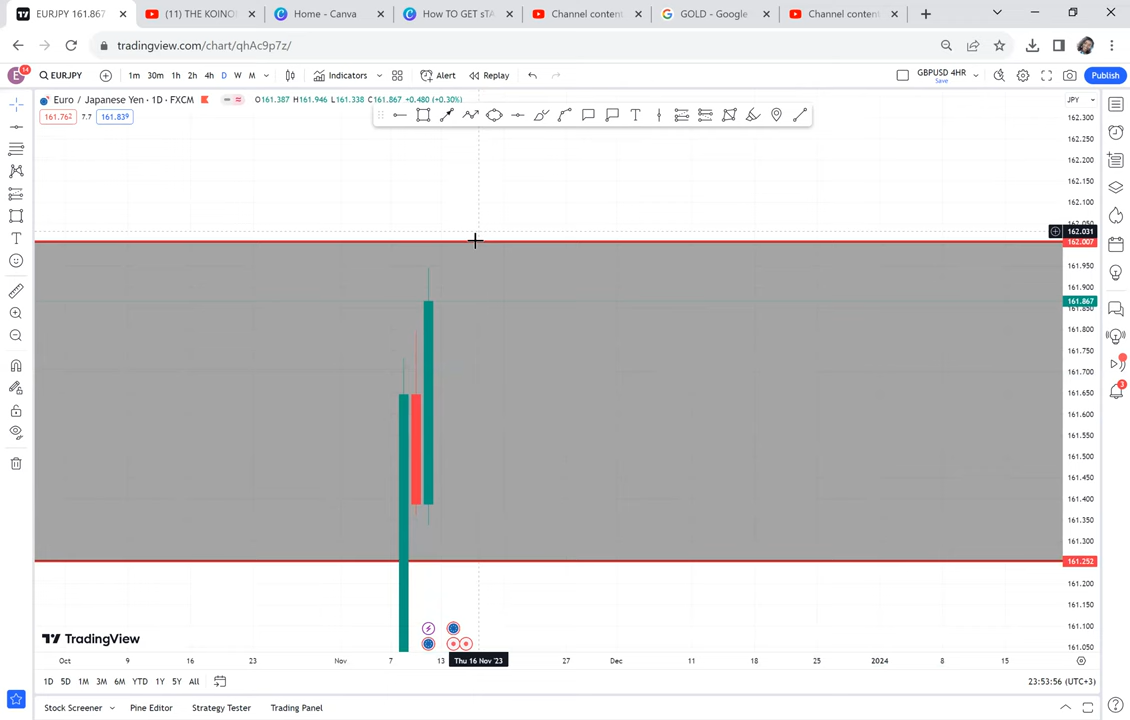 EURJPY 161.867
(11) THE KOINO
Home - Canva
How TO GET sTA
Channel content
GOLD - Google
Channel content
tradingview.com/chart/qhAc9p7z/
E 14 EURJPY 1m 30m 1h 2h 4h D W M Indicators Alert Replay GBPUSD 4HR Save Publish
Euro / Japanese Yen · 1D · FXCM O161.387 H161.946 L161.338 C161.867 +0.480 (+0.30%) JPY
161.762 7.7 161.839
T
162.300
162.250
162.200
162.150
162.100
162.050
162.031
162.007
161.950
161.900
161.867
161.850
161.800
161.750
161.700
161.650
161.600
161.550
161.500
161.450
161.400
161.350
161.300
161.252
161.200
161.150
161.100
161.050
3
TradingView
Oct 9 16 23 Nov 7 13 Thu 16 Nov '23 27 Dec 11 18 25 2024 8 15
1D 5D 1M 3M 6M YTD 1Y 5Y All 23:53:56 (UTC+3)
Stock Screener Pine Editor Strategy Tester Trading Panel